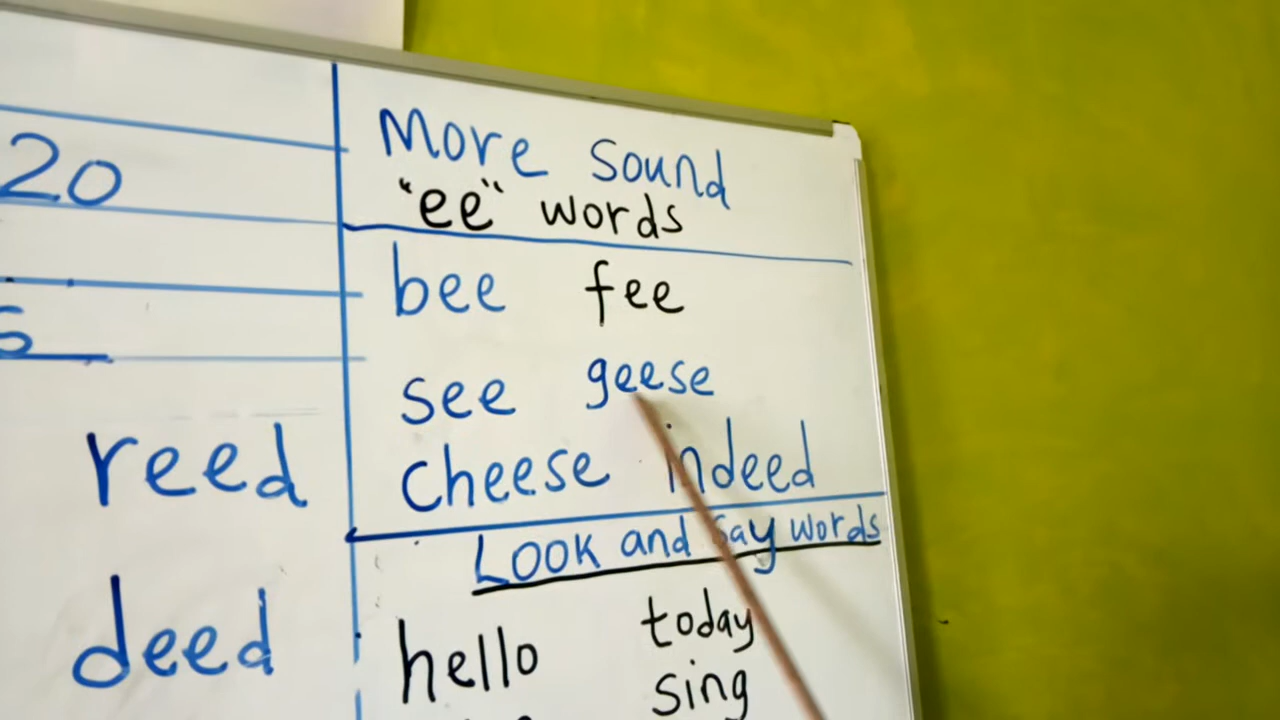 20
5
reed
deed
More Sound
"ee" words
bee fee
see geese
cheese indeed
Look and Say words
hello today
sing